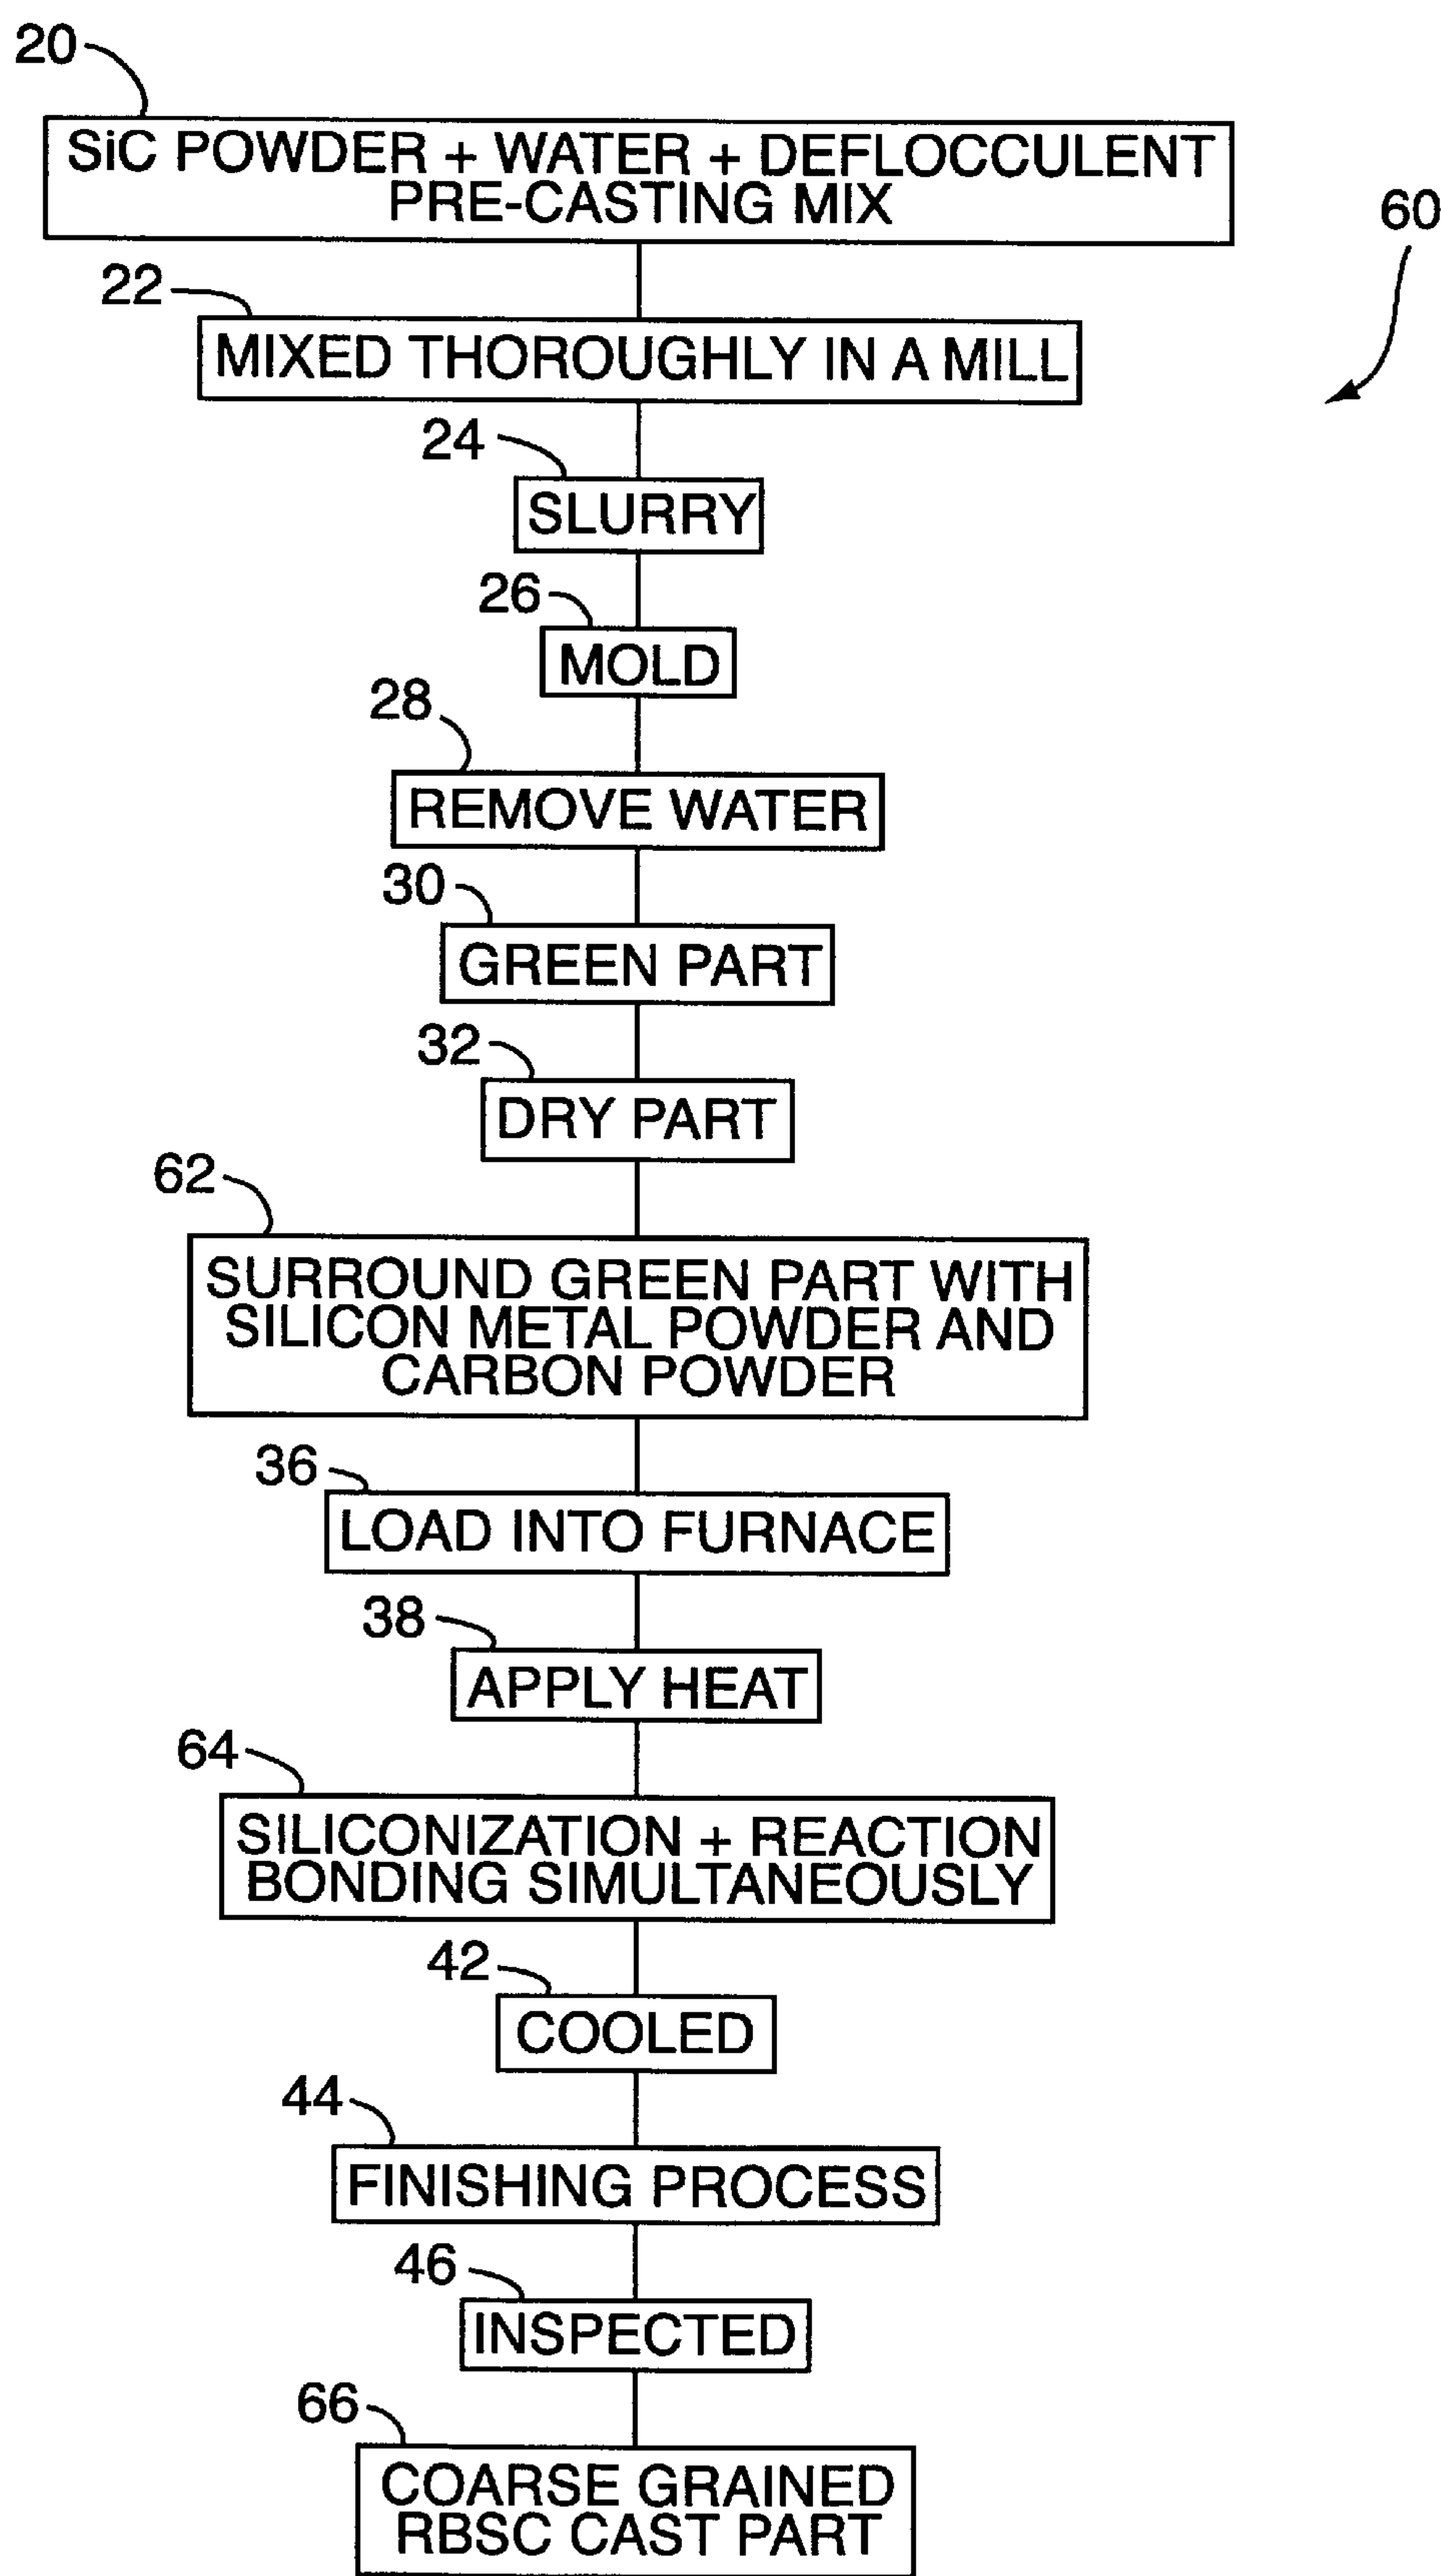 20
SiC POWDER + WATER + DEFLOCCULENT
PRE-CASTING MIX
60
22
MIXED THOROUGHLY IN A MILL
24
SLURRY
26
MOLD
28
REMOVE WATER
30
GREEN PART
32
DRY PART
62
SURROUND GREEN PART WITH
SILICON METAL POWDER AND
CARBON POWDER
36
LOAD INTO FURNACE
38
APPLY HEAT
64
SILICONIZATION + REACTION
BONDING SIMULTANEOUSLY
42
COOLED
44
FINISHING PROCESS
46
INSPECTED
66
COARSE GRAINED
RBSC CAST PART